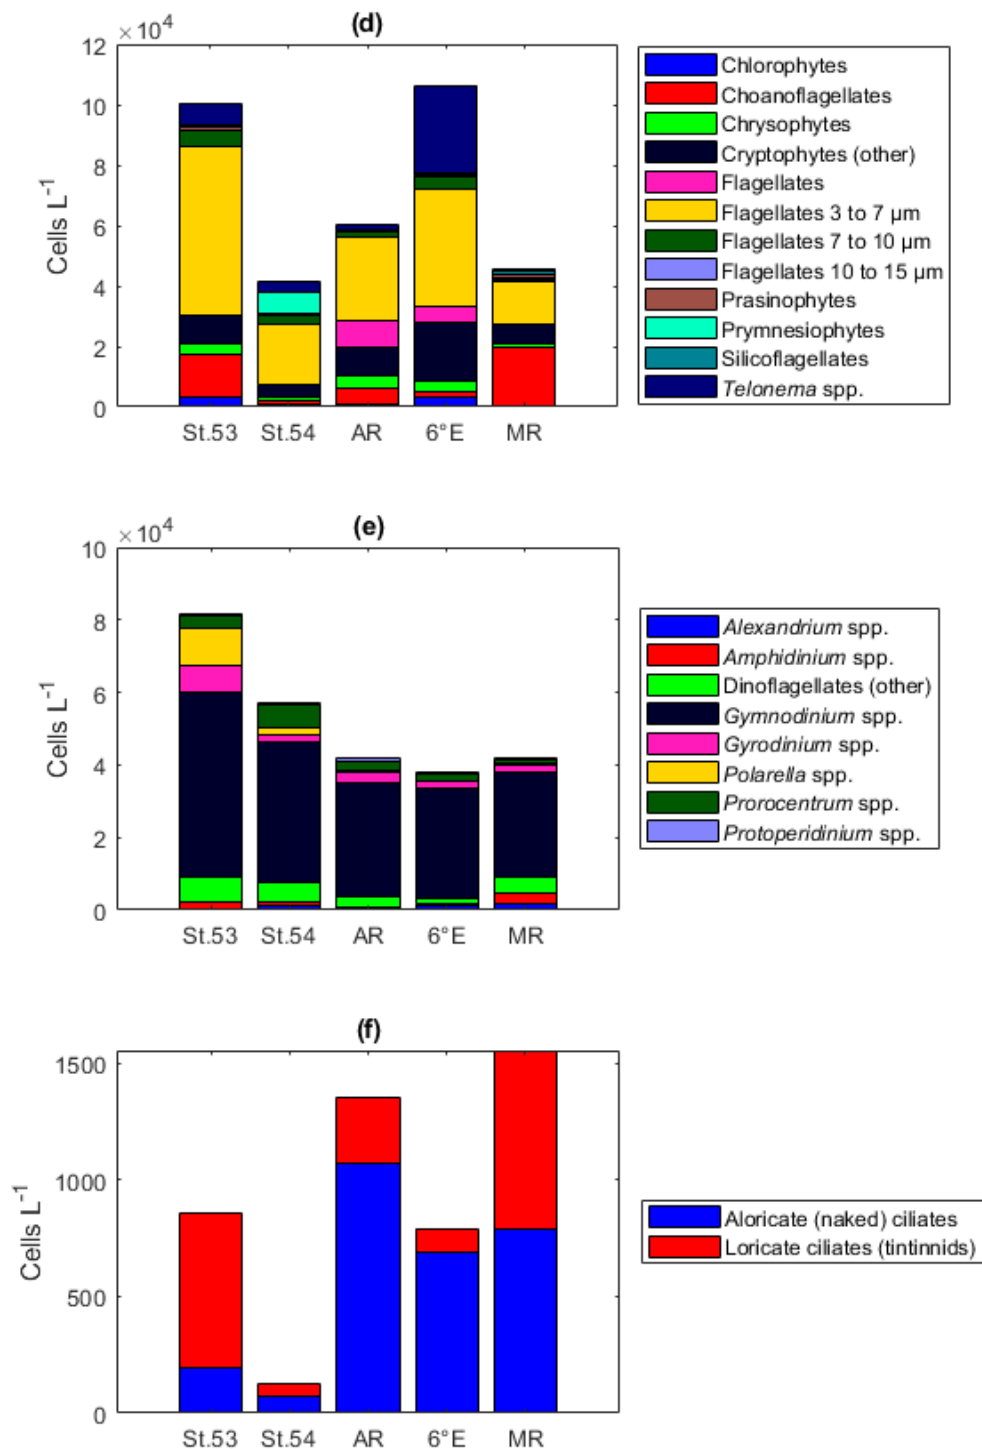 (d)
×10⁴
12
10
8
6
4
2
0
Cells L⁻¹
St.53 St.54 AR 6°E MR
Chlorophytes
Choanoflagellates
Chrysophytes
Cryptophytes (other)
Flagellates
Flagellates 3 to 7 µm
Flagellates 7 to 10 µm
Flagellates 10 to 15 µm
Prasinophytes
Prymnesiophytes
Silicoflagellates
Telonema spp.
(e)
×10⁴
10
8
6
4
2
0
Cells L⁻¹
St.53 St.54 AR 6°E MR
Alexandrium spp.
Amphidinium spp.
Dinoflagellates (other)
Gymnodinium spp.
Gyrodinium spp.
Polarella spp.
Prorocentrum spp.
Protoperidinium spp.
(f)
1500
1000
500
0
Cells L⁻¹
St.53 St.54 AR 6°E MR
Aloricate (naked) ciliates
Loricate ciliates (tintinnids)